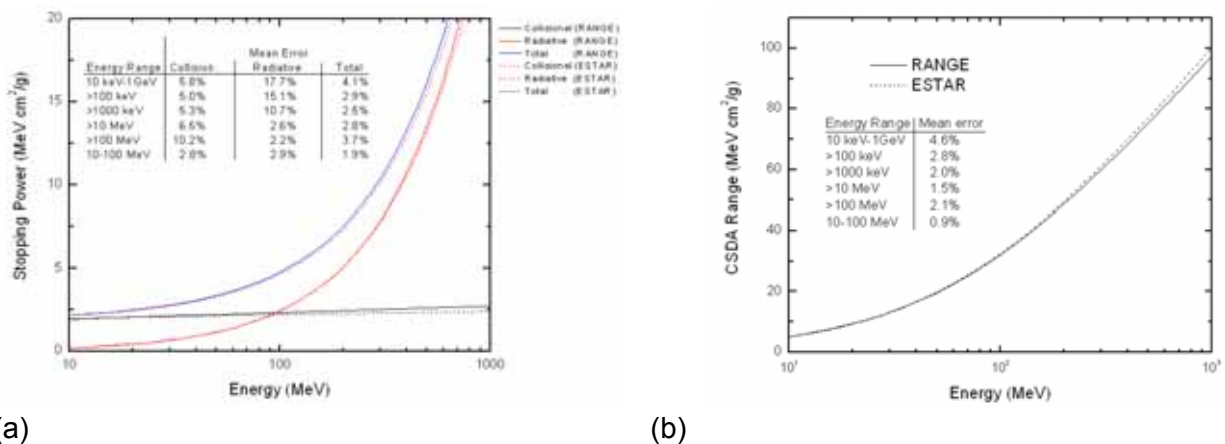 20
15
10
5
0
Stopping Power (MeV cm²/g)
10
100
1000
Energy (MeV)
Mean Error
Energy Range Collision Radiative Total
10 keV-1GeV 5.8% 17.7% 4.1%
>100 keV 5.0% 15.1% 2.9%
>1000 keV 5.3% 10.7% 2.5%
>10 MeV 6.5% 2.6% 2.8%
>100 MeV 10.2% 2.2% 3.7%
10-100 MeV 2.8% 2.9% 1.9%
Collisional (RANGE)
Radiative (RANGE)
Total (RANGE)
Collisional (ESTAR)
Radiative (ESTAR)
Total (ESTAR)
(a)
100
80
60
40
20
0
CSDA Range (MeV cm²/g)
10¹
10²
10³
Energy (MeV)
RANGE
ESTAR
Energy Range Mean error
10 keV-1GeV 4.6%
>100 keV 2.8%
>1000 keV 2.0%
>10 MeV 1.5%
>100 MeV 2.1%
10-100 MeV 0.9%
(b)